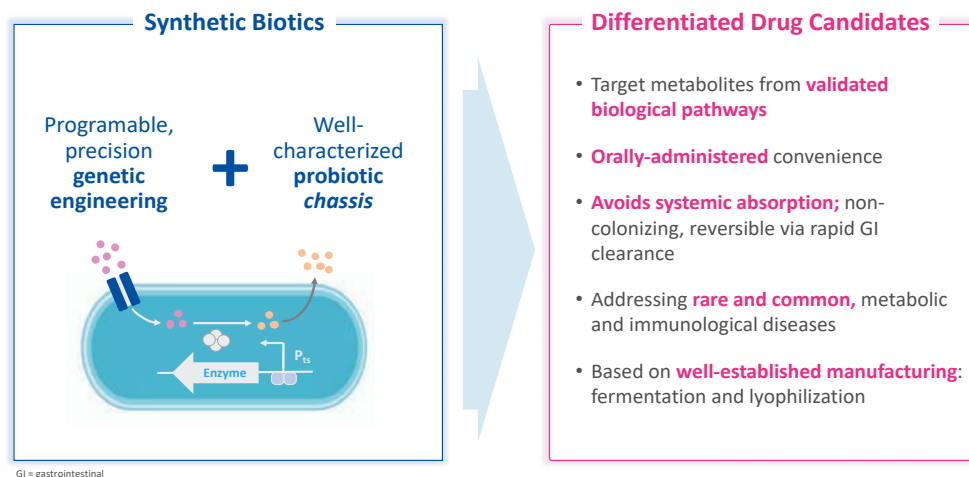 Synthetic Biotics
Programable,
precision
genetic
engineering
+
Well-
characterized
probiotic
chassis
Enzyme
Pts
Differentiated Drug Candidates
• Target metabolites from validated
biological pathways
• Orally-administered convenience
• Avoids systemic absorption; non-
colonizing, reversible via rapid GI
clearance
• Addressing rare and common, metabolic
and immunological diseases
• Based on well-established manufacturing:
fermentation and lyophilization
GI = gastrointestinal